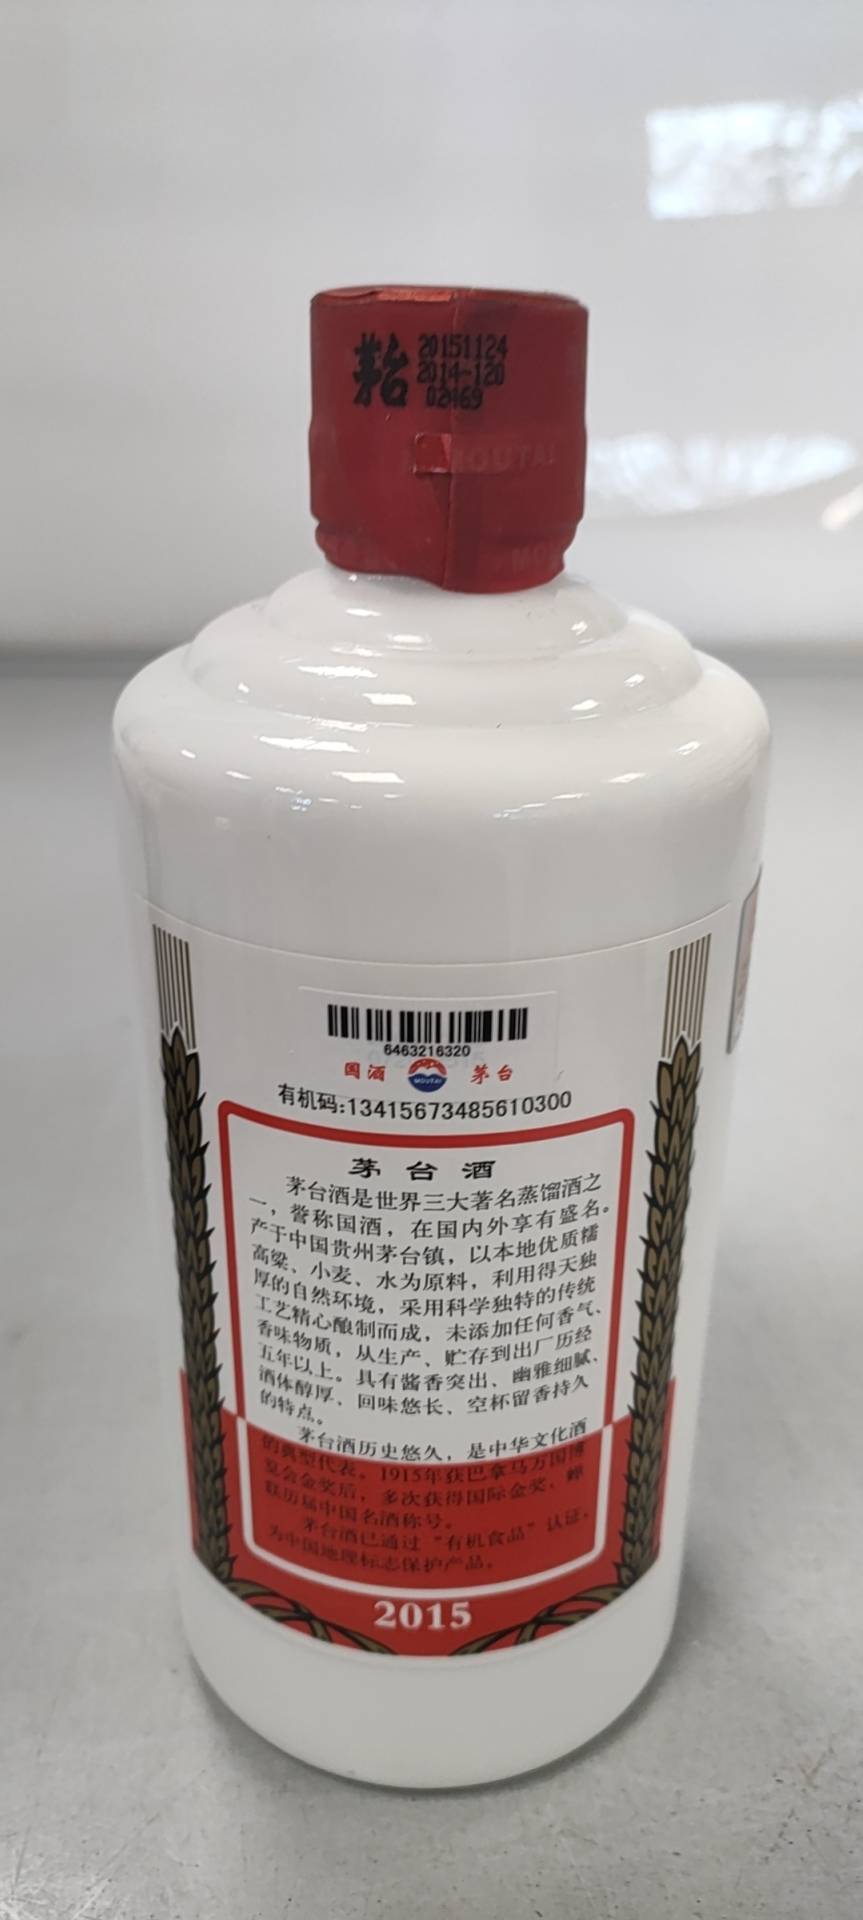 茅台
20151124
2014-120
02469
MOUTAI
6463216320
国酒 MOUTAI 茅台
有机码:134156734856​10300
茅台酒
茅台酒是世界三大著名蒸馏酒之
一，誉称国酒，在国内外享有盛名。
产于中国贵州茅台镇，以本地优质糯
高粱、小麦、水为原料，利用得天独
厚的自然环境，采用科学独特的传统
工艺精心酿制而成，未添加任何香气、
香味物质，从生产、贮存到出厂历经
五年以上。具有酱香突出、幽雅细腻、
酒体醇厚、回味悠长、空杯留香持久
的特点。
茅台酒历史悠久，是中华文化酒
的典型代表。1915年获巴拿马万国博
览会金奖后，多次获得国际金奖，蝉
联历届中国名酒称号。
茅台酒已通过“有机食品”认证，
为中国地理标志保护产品。
2015